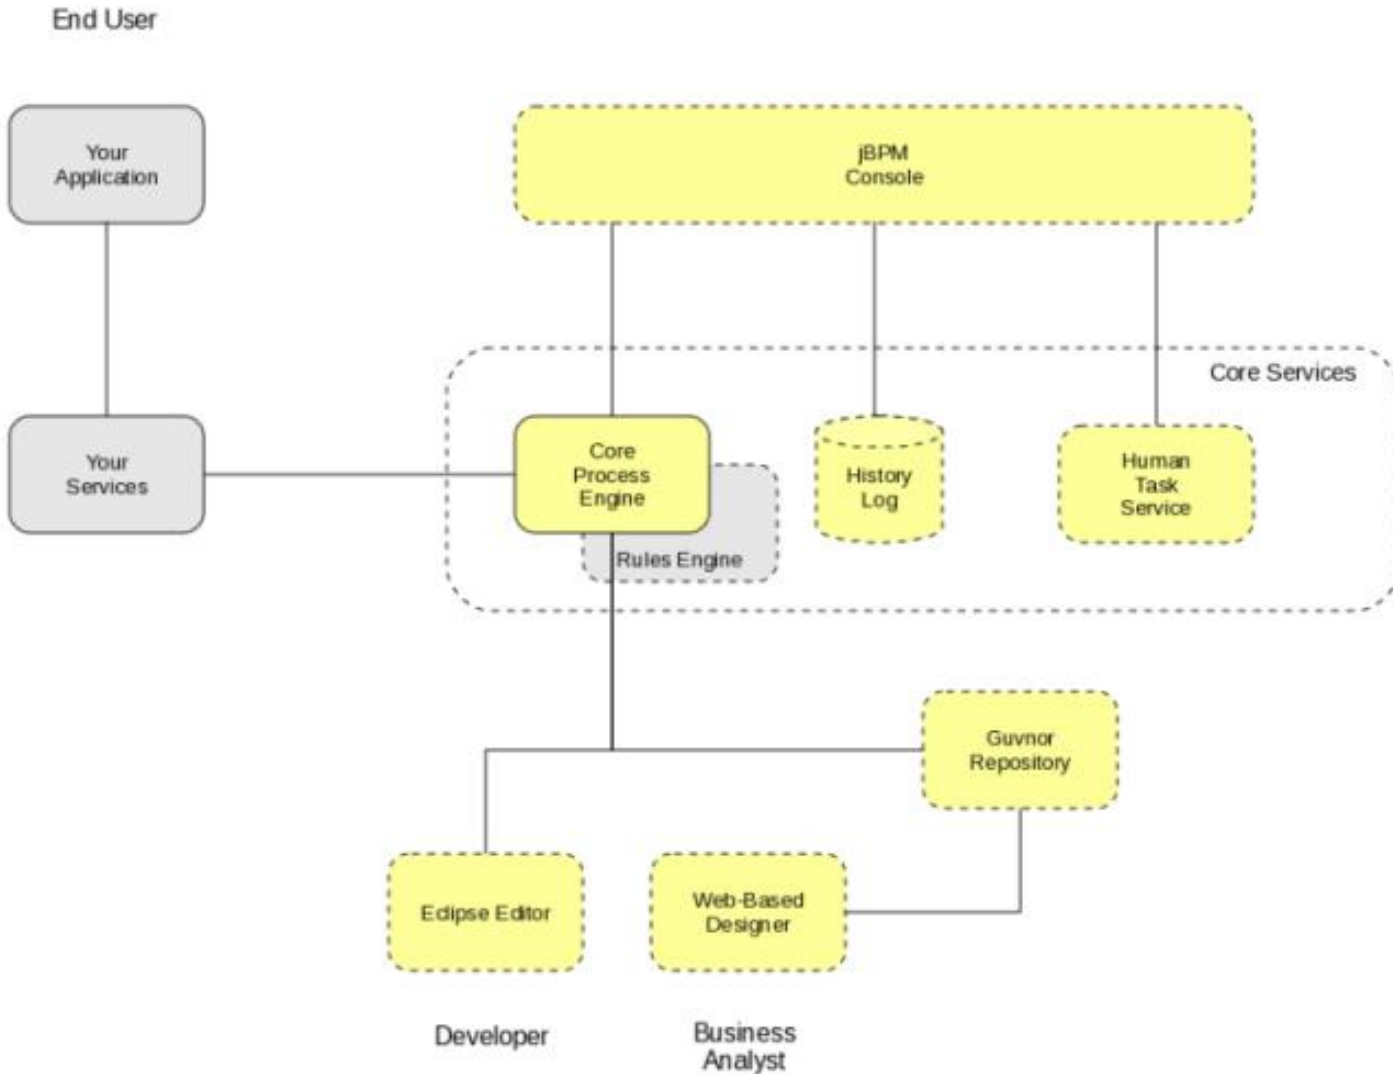 End User
Your
Application
jBPM
Console
Core Services
Your
Services
Core
Process
Engine
History
Log
Human
Task
Service
Rules Engine
Guvnor
Repository
Eclipse Editor
Web-Based
Designer
Developer
Business
Analyst